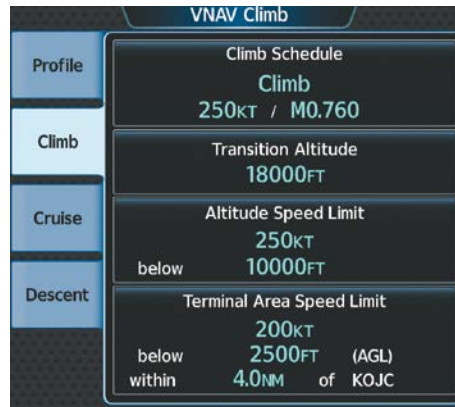 VNAV Climb
Profile
Climb
Cruise
Descent
Climb Schedule
Climb
250KT / M0.760
Transition Altitude
18000FT
Altitude Speed Limit
250KT
below 10000FT
Terminal Area Speed Limit
200KT
below 2500FT (AGL)
within 4.0NM of KOJC